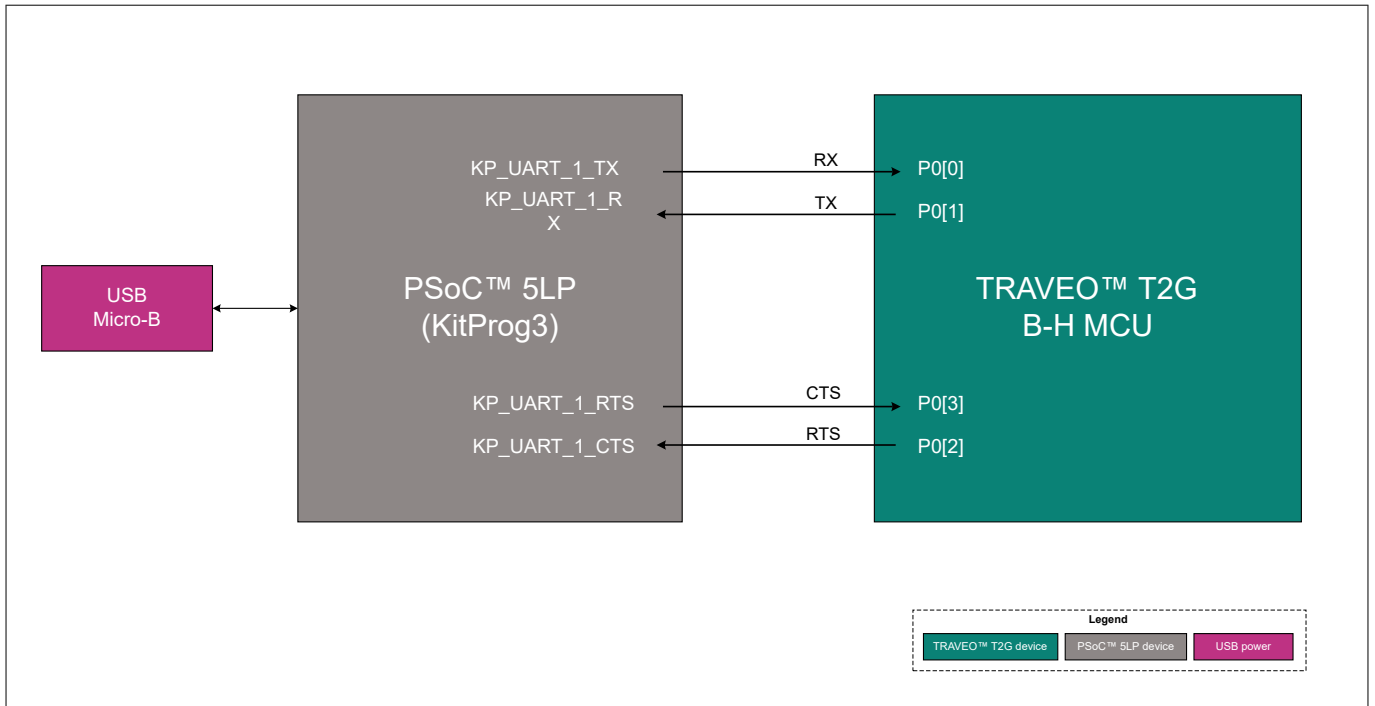 KP_UART_1_TX
RX
P0[0]
KP_UART_1_R
X
TX
P0[1]
USB
Micro-B
PSoC™ 5LP
(KitProg3)
TRAVEO™ T2G
B-H MCU
KP_UART_1_RTS
CTS
P0[3]
KP_UART_1_CTS
RTS
P0[2]
Legend
TRAVEO™ T2G device
PSoC™ 5LP device
USB power